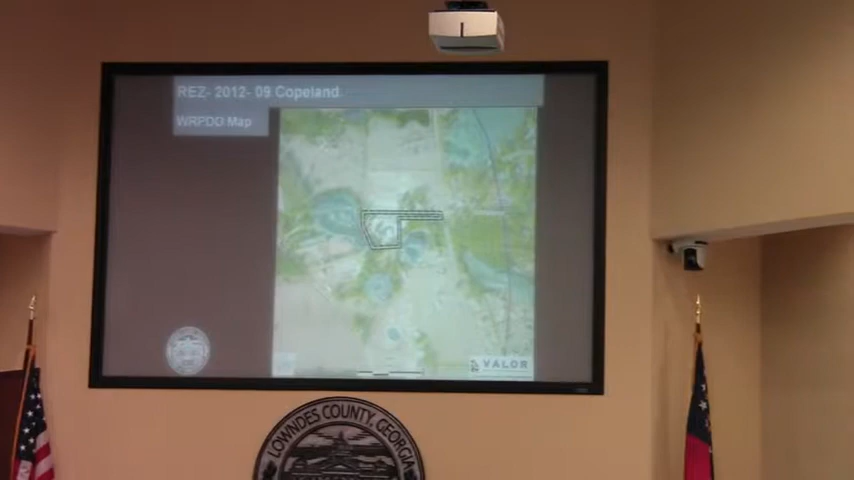 REZ- 2012- 09 Copeland
WRPDO Map
VALOR
LOWNDES COUNTY, GEORGIA